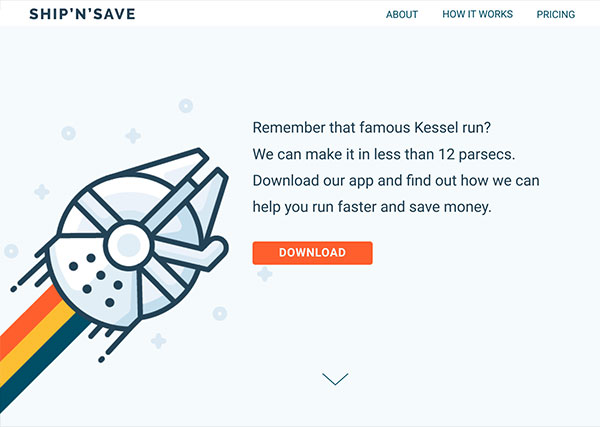 SHIP'N'SAVE
ABOUT HOW IT WORKS PRICING
Remember that famous Kessel run?
We can make it in less than 12 parsecs.
Download our app and find out how we can
help you run faster and save money.
DOWNLOAD